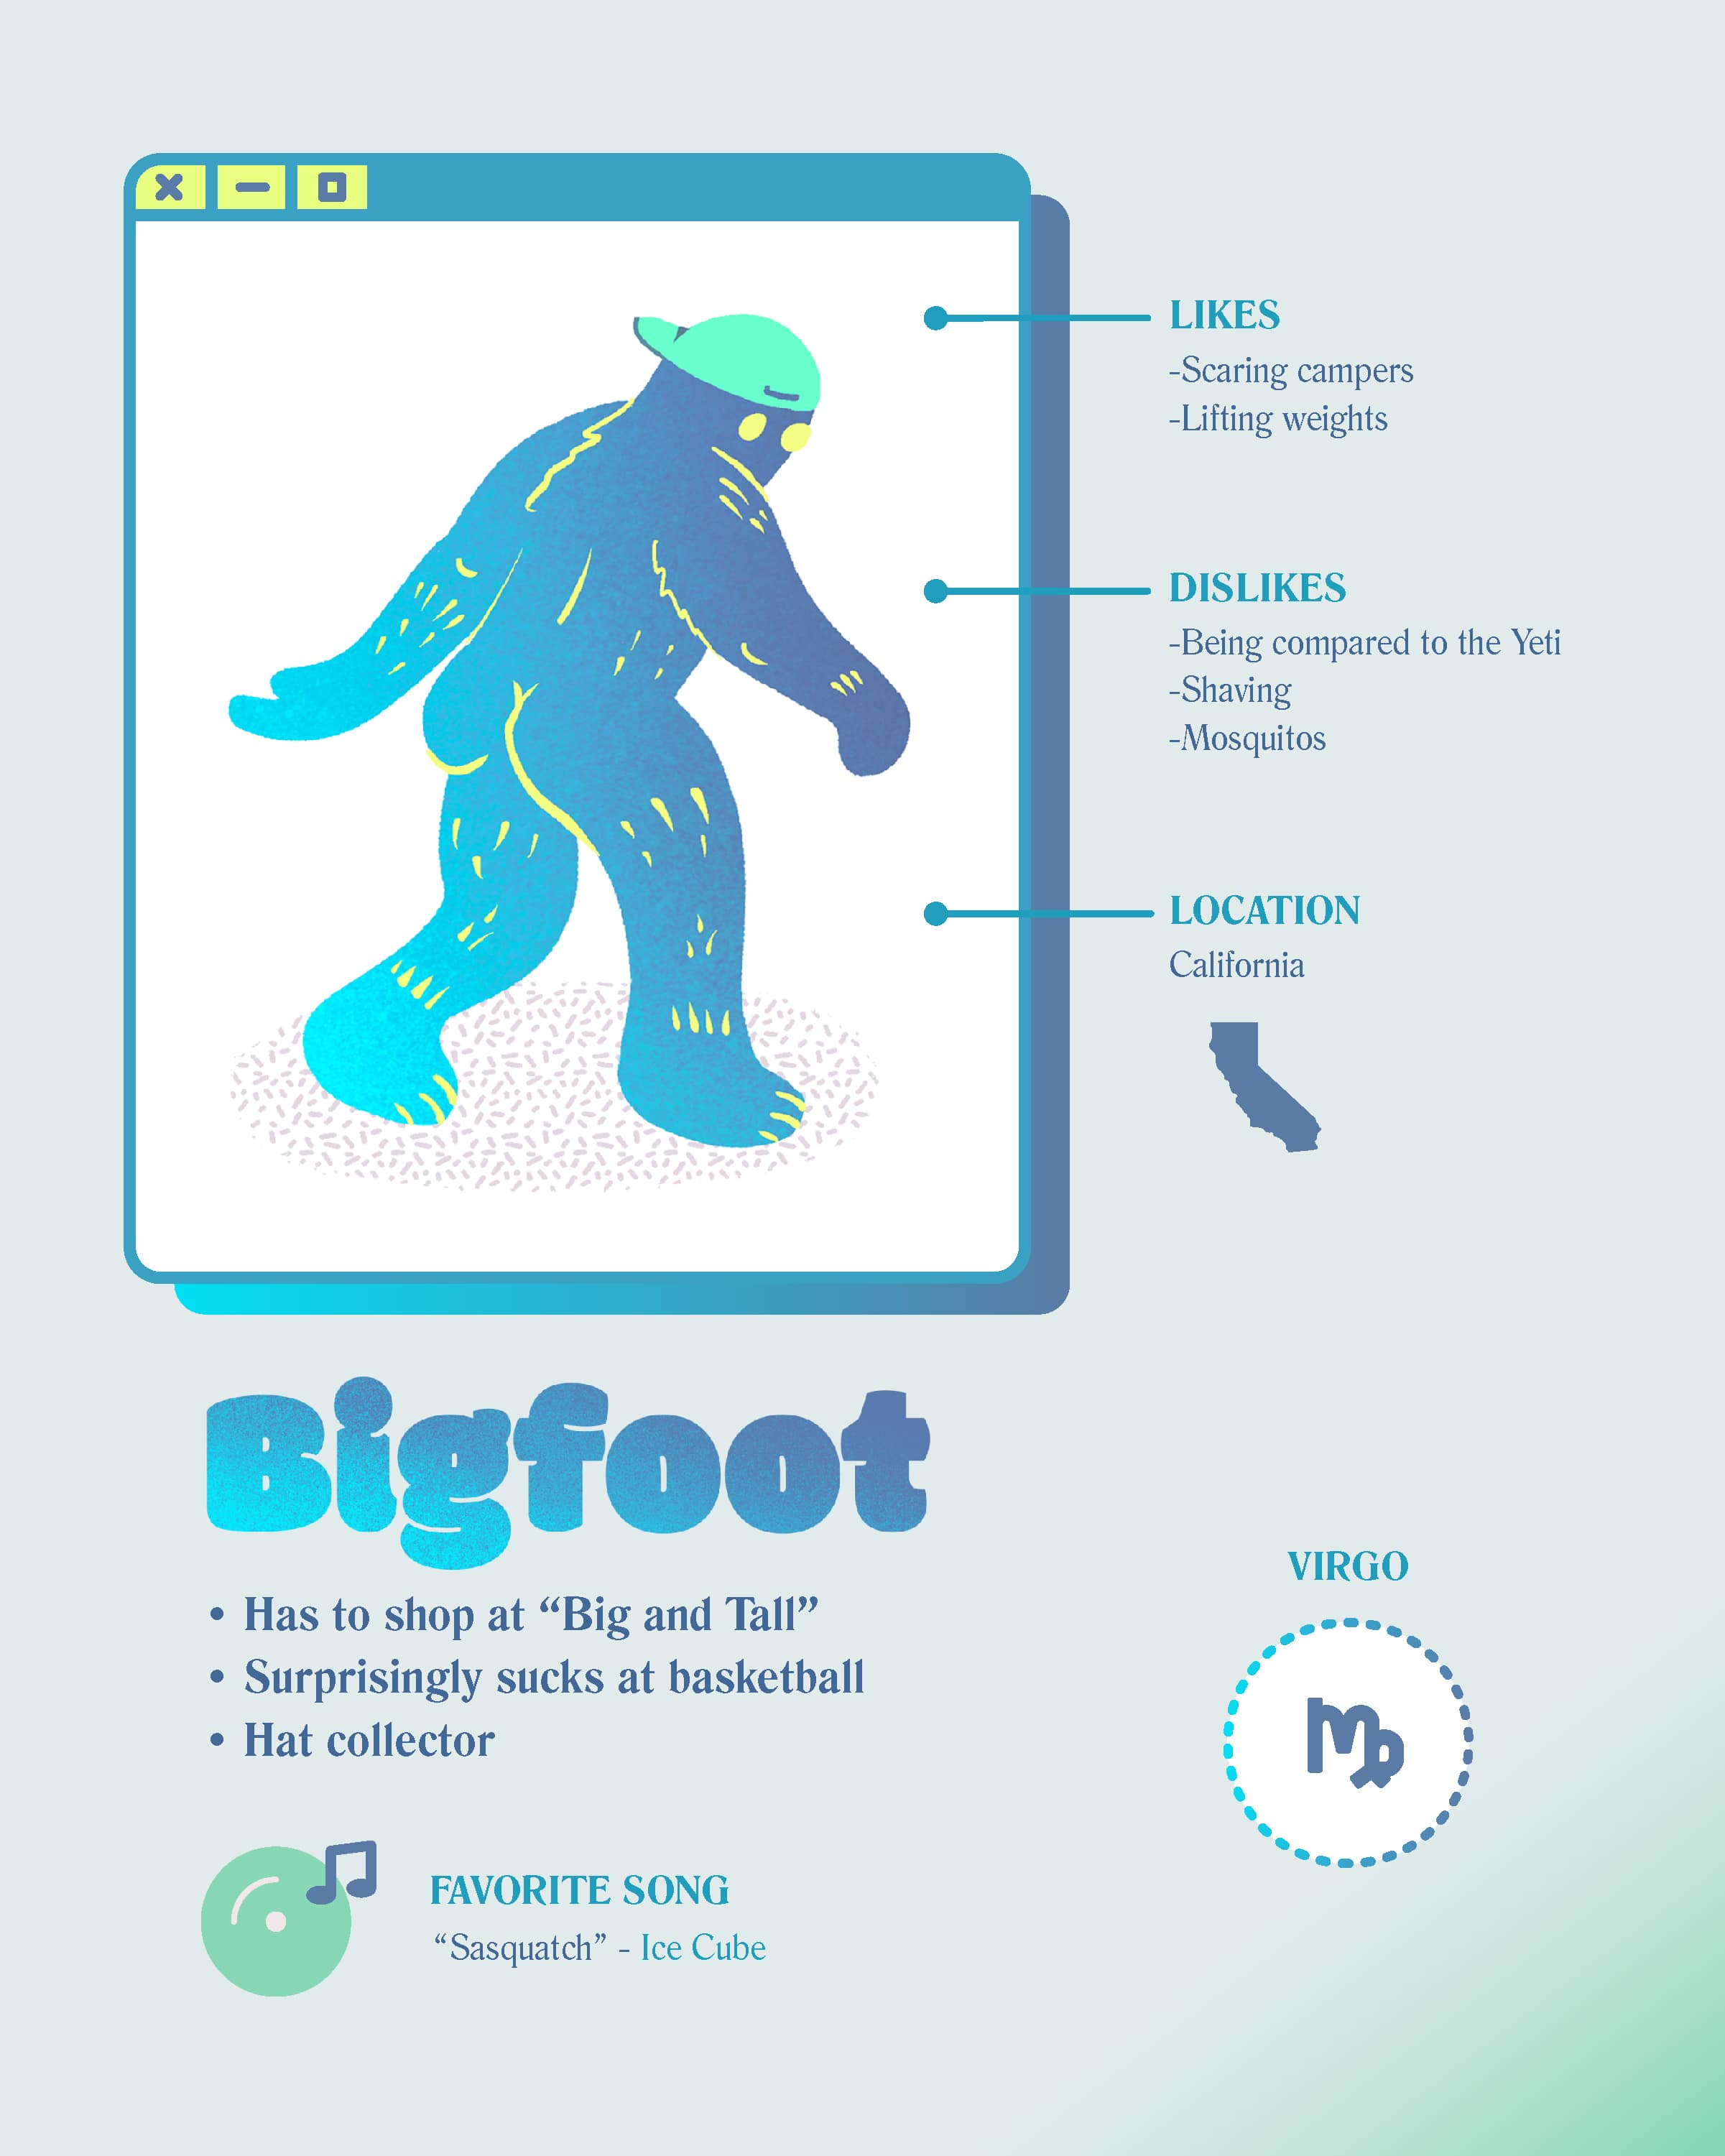 LIKES
-Scaring campers
-Lifting weights
DISLIKES
-Being compared to the Yeti
-Shaving
-Mosquitos
LOCATION
California
Bigfoot
• Has to shop at “Big and Tall”
• Surprisingly sucks at basketball
• Hat collector
VIRGO
FAVORITE SONG
“Sasquatch” - Ice Cube